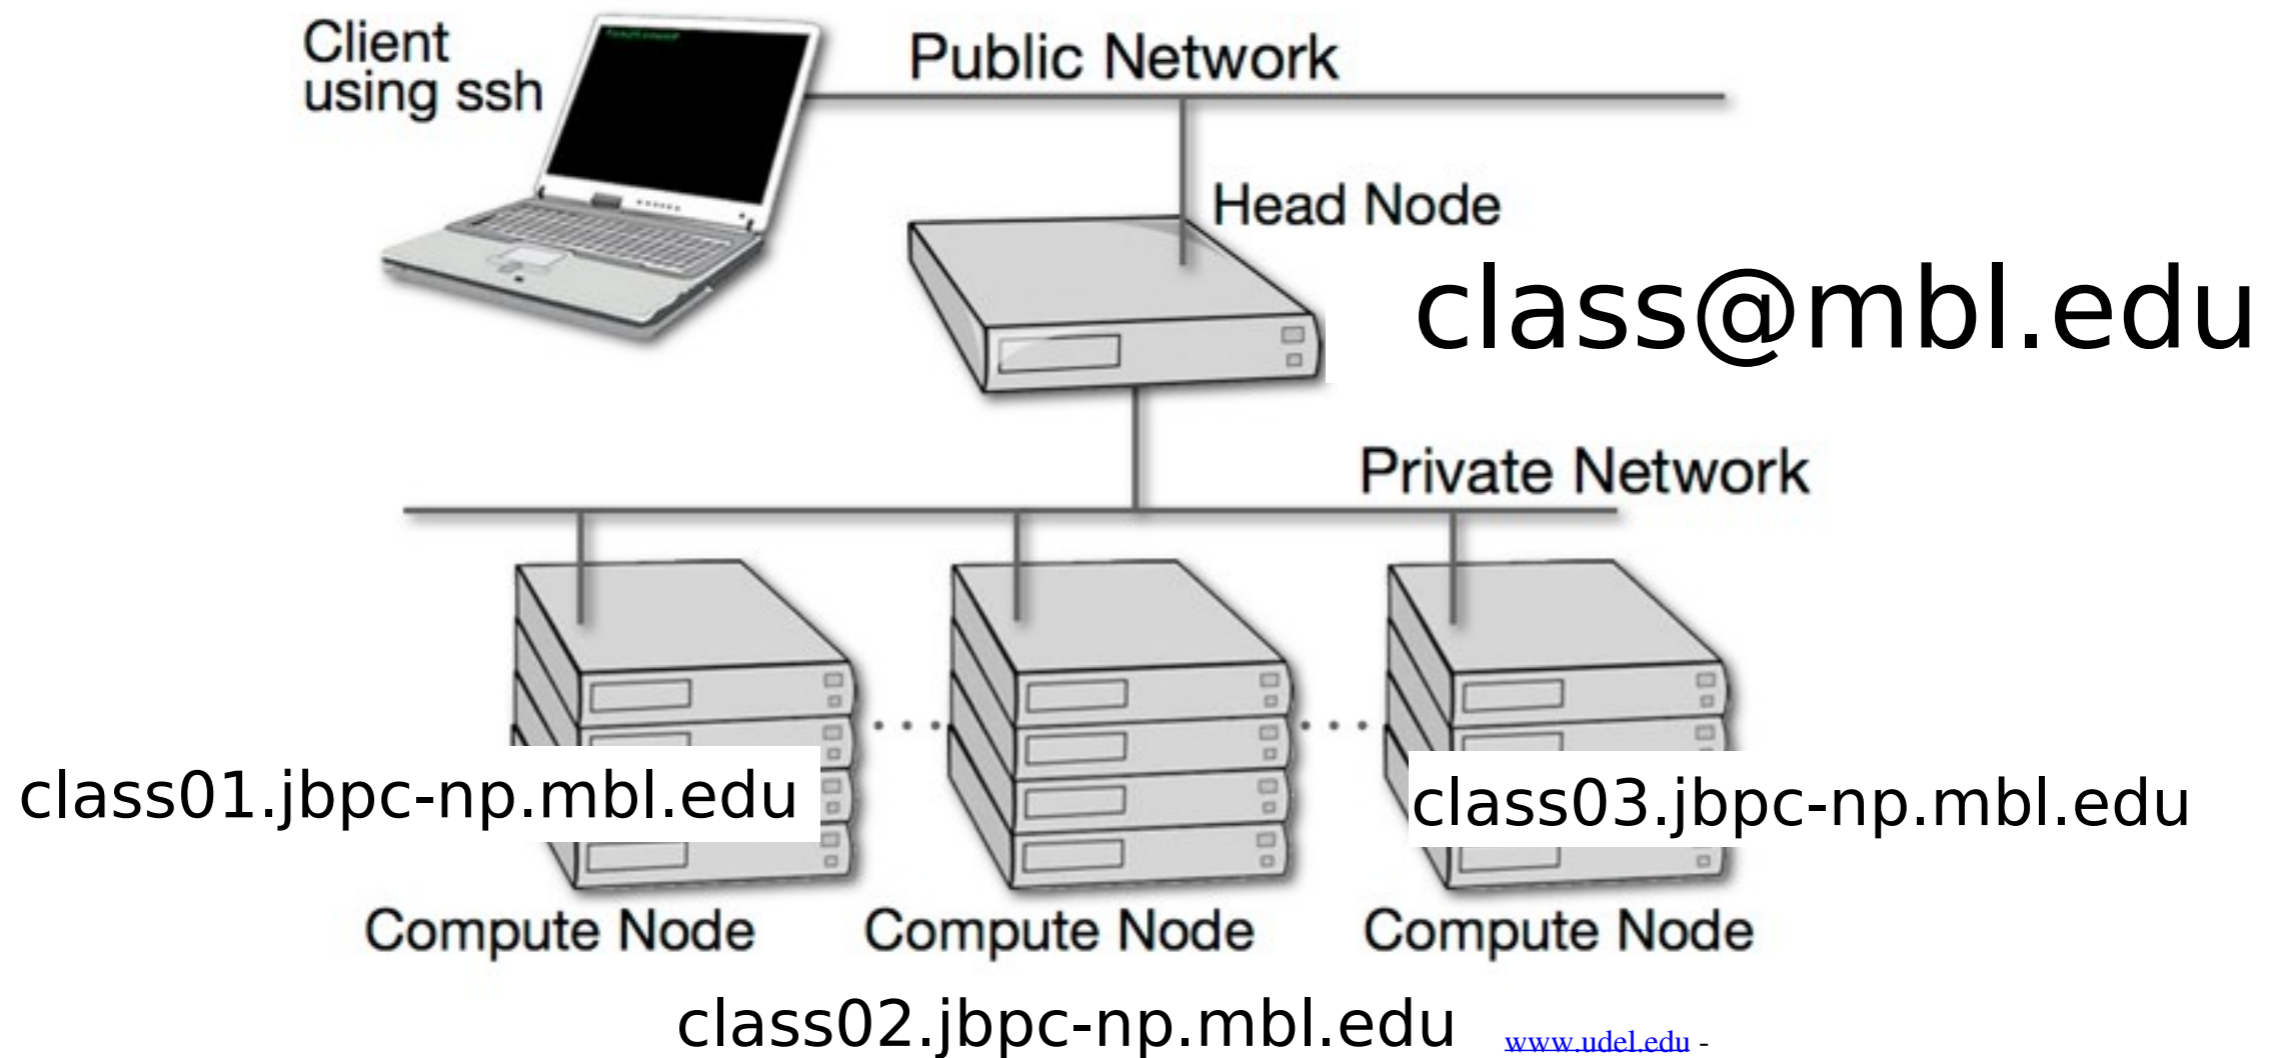 Client
using ssh
Public Network
Head Node
class@mbl.edu
Private Network
class01.jbpc-np.mbl.edu
class03.jbpc-np.mbl.edu
Compute Node
Compute Node
Compute Node
class02.jbpc-np.mbl.edu
www.udel.edu -